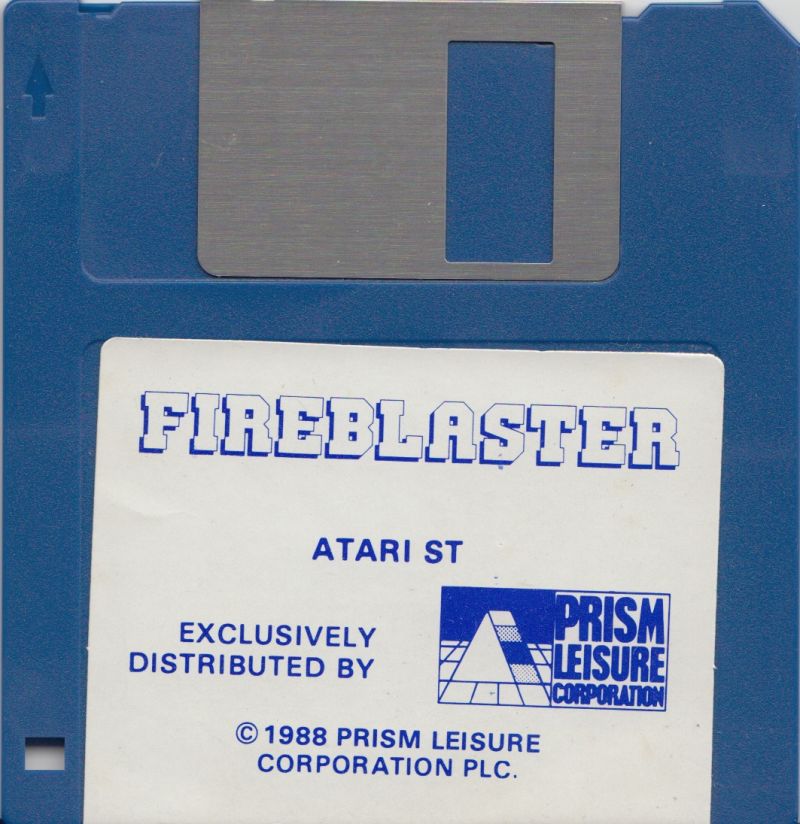 FIREBLASTER
ATARI ST
EXCLUSIVELY
DISTRIBUTED BY
PRISM
LEISURE
CORPORATION
© 1988 PRISM LEISURE
CORPORATION PLC.